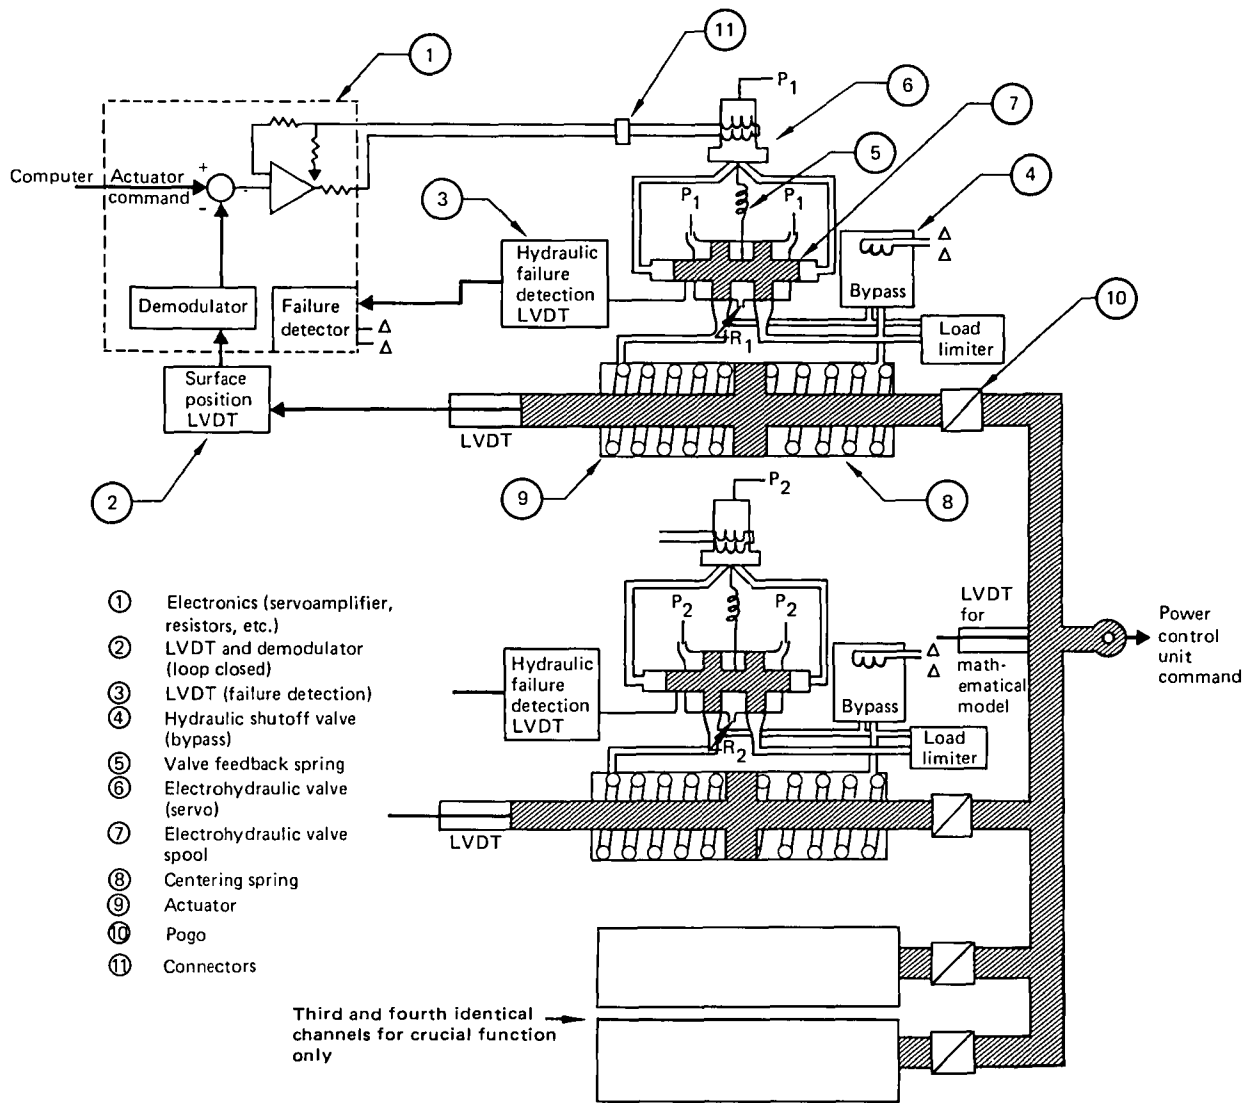 11
1
P1
6
7
Computer
Actuator
command
+
-
-
5
4
3
P1
P1
Hydraulic
failure
detection
LVDT
Δ
Δ
Bypass
10
Demodulator
Failure
detector
Δ
Δ
R1
Load
limiter
Surface
position
LVDT
LVDT
2
9
8
P2
P2
P2
Hydraulic
failure
detection
LVDT
Δ
Δ
Bypass
R2
Load
limiter
LVDT
LVDT
for
math-
ematical
model
Power
control
unit
command
1 Electronics (servoamplifier,
resistors, etc.)
2 LVDT and demodulator
(loop closed)
3 LVDT (failure detection)
4 Hydraulic shutoff valve
(bypass)
5 Valve feedback spring
6 Electrohydraulic valve
(servo)
7 Electrohydraulic valve
spool
8 Centering spring
9 Actuator
10 Pogo
11 Connectors
Third and fourth identical
channels for crucial function
only